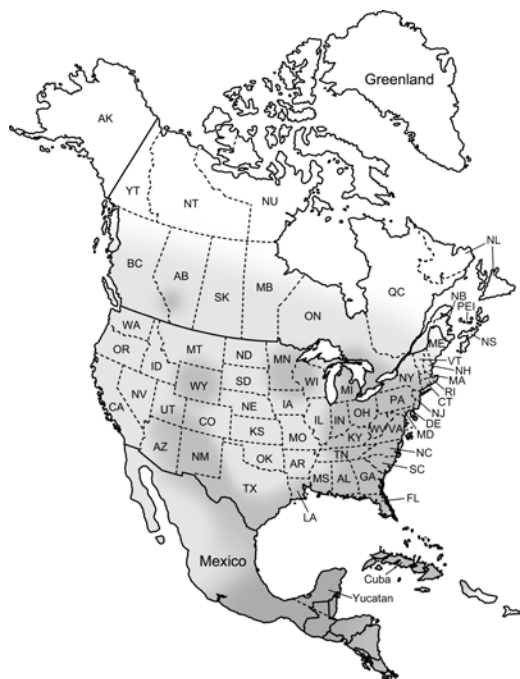 Greenland
AK
YT
NT
NU
NL
BC
AB
SK
MB
ON
QC
NB
PEI
NS
WA
OR
ID
MT
ND
MN
WI
MI
ME
VT
NH
MA
RI
CT
NY
NJ
PA
DE
MD
WY
SD
NE
IA
IL
IN
OH
WV
VA
NV
UT
CO
KS
MO
KY
NC
CA
AZ
NM
OK
AR
TN
SC
TX
MS
AL
GA
LA
FL
Mexico
Cuba
Yucatan